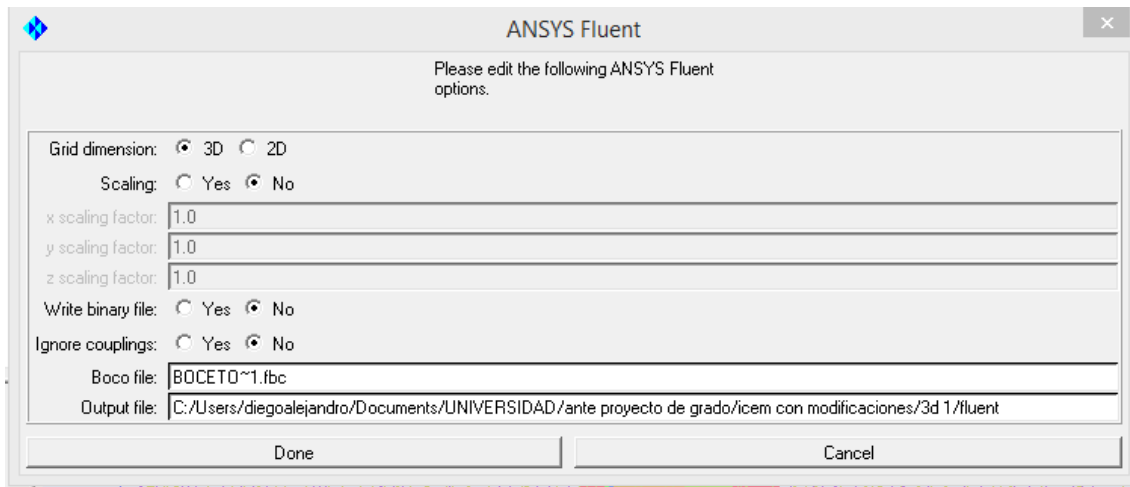 ANSYS Fluent
Please edit the following ANSYS Fluent
options.
Grid dimension: 3D 2D
Scaling: Yes No
x scaling factor: 1.0
y scaling factor: 1.0
z scaling factor: 1.0
Write binary file: Yes No
Ignore couplings: Yes No
Boco file: BOCETO~1.fbc
Output file: C:/Users/diegoalejandro/Documents/UNIVERSIDAD/ante proyecto de grado/icem con modificaciones/3d 1/fluent
Done Cancel